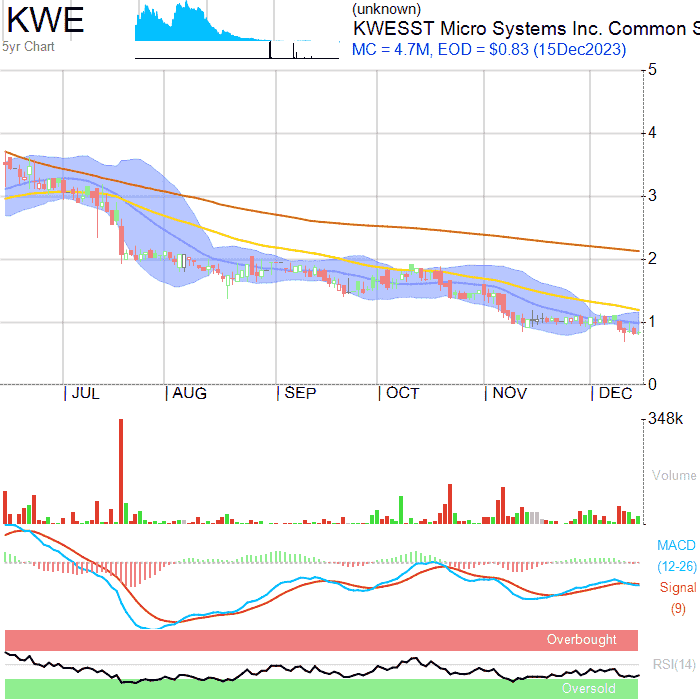 KWE
5yr Chart
(unknown)
KWESST Micro Systems Inc. Common S
MC = 4.7M, EOD = $0.83 (15Dec2023)
5
4
3
2
1
0
JUL AUG SEP OCT NOV DEC
348k
Volume
MACD
(12-26)
Signal
(9)
Overbought
RSI(14)
Oversold